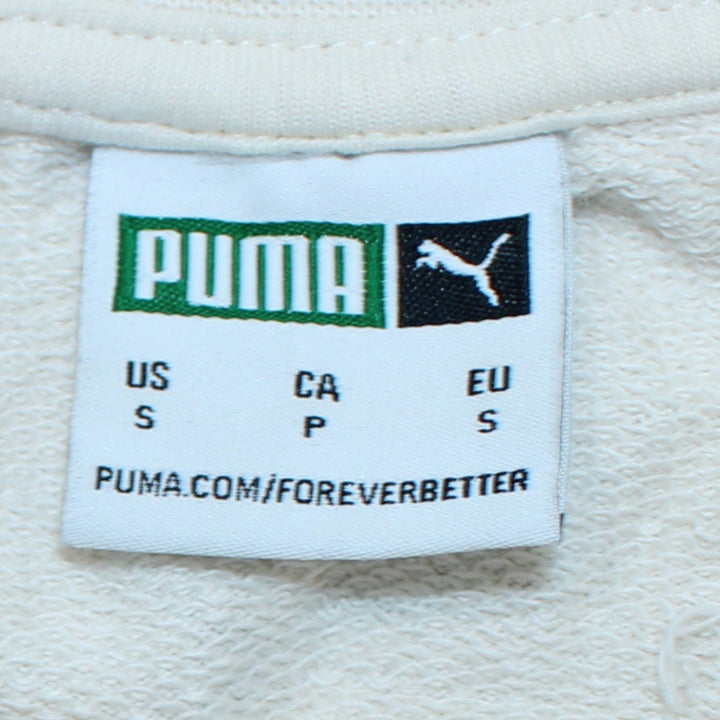 PUMA
US CA EU
S P S
PUMA.COM/FOREVERBETTER